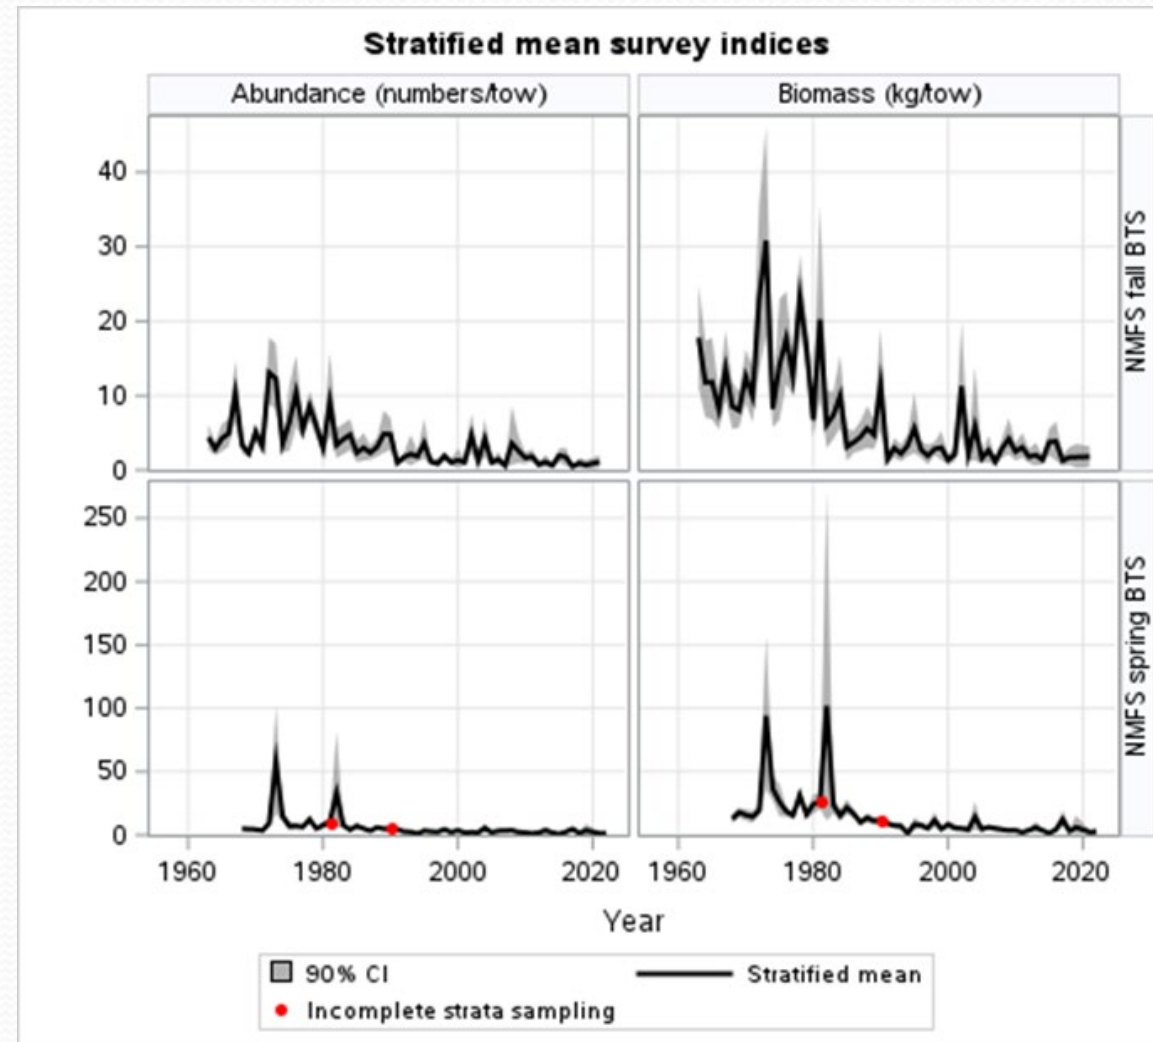 Stratified mean survey indices
Abundance (numbers/tow)
Biomass (kg/tow)
40
30
20
10
0
NMFS fall BTS
250
200
150
100
50
0
NMFS spring BTS
1960 1980 2000 2020
1960 1980 2000 2020
Year
90% CI
Stratified mean
Incomplete strata sampling